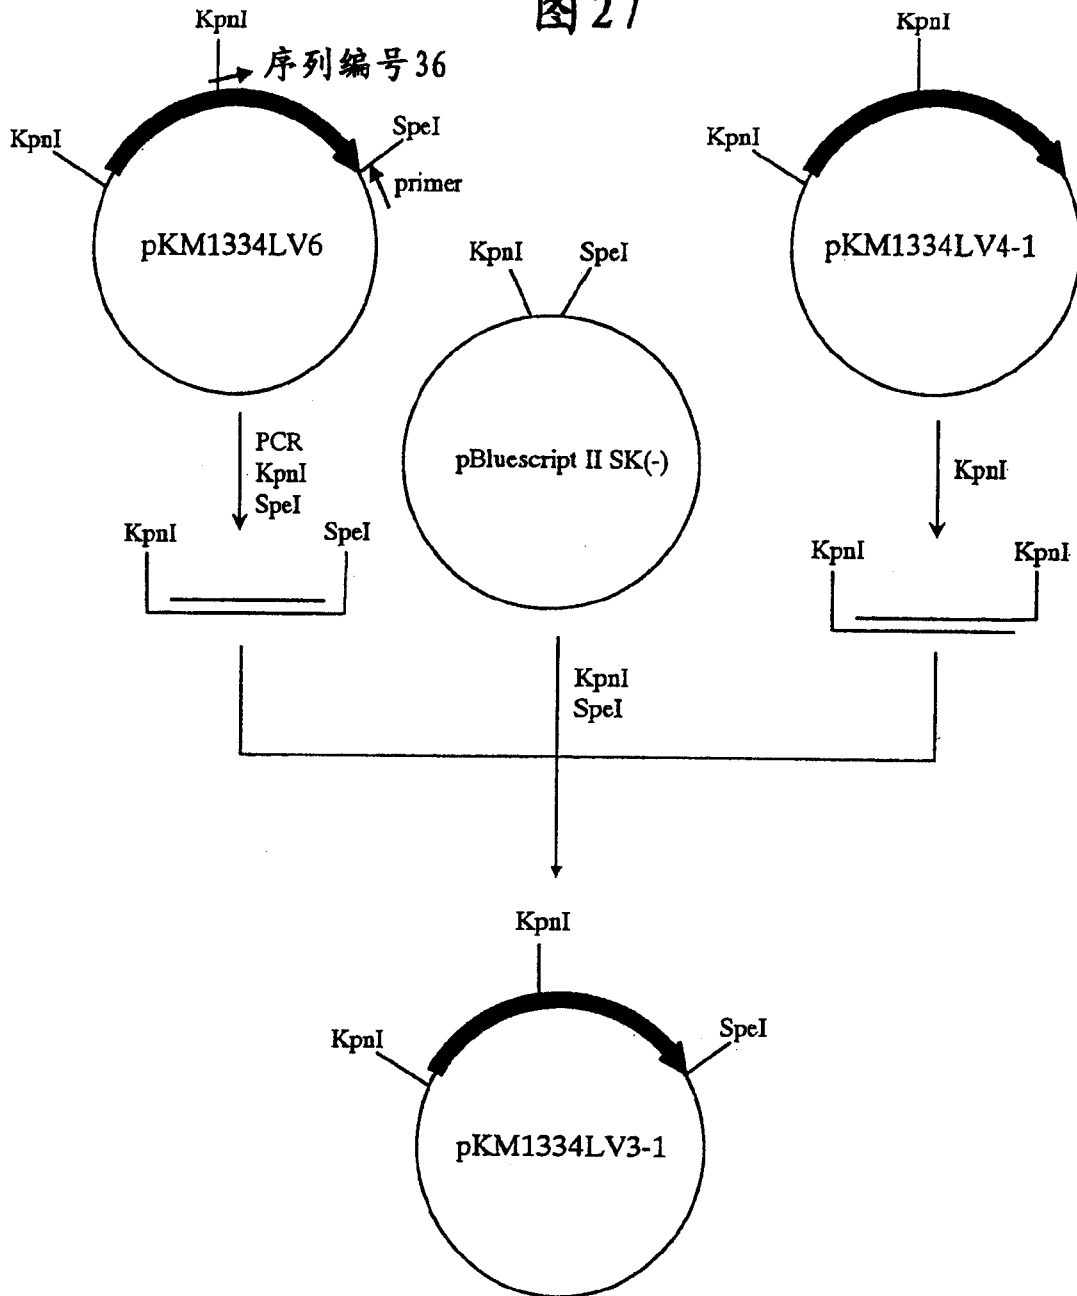 图27
KpnI
序列编号36
KpnI
SpeI
primer
pKM1334LV6
KpnI
KpnI
pKM1334LV4-1
KpnI
SpeI
pBluescript II SK(-)
PCR
KpnI
SpeI
KpnI
SpeI
KpnI
KpnI
KpnI
KpnI
SpeI
KpnI
KpnI
SpeI
pKM1334LV3-1